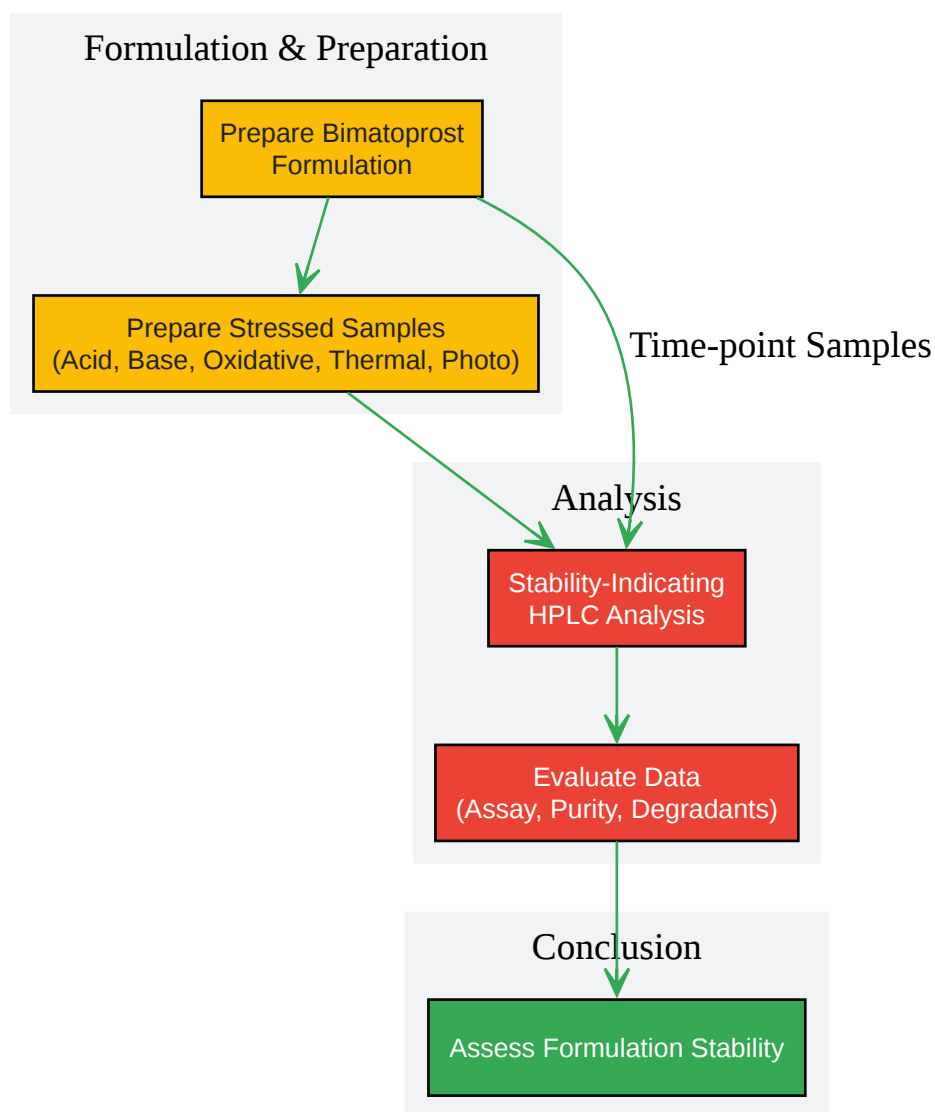 Formulation & Preparation
Prepare Bimatoprost
Formulation
Prepare Stressed Samples
(Acid, Base, Oxidative, Thermal, Photo)
Time-point Samples
Analysis
Stability-Indicating
HPLC Analysis
Evaluate Data
(Assay, Purity, Degradants)
Conclusion
Assess Formulation Stability